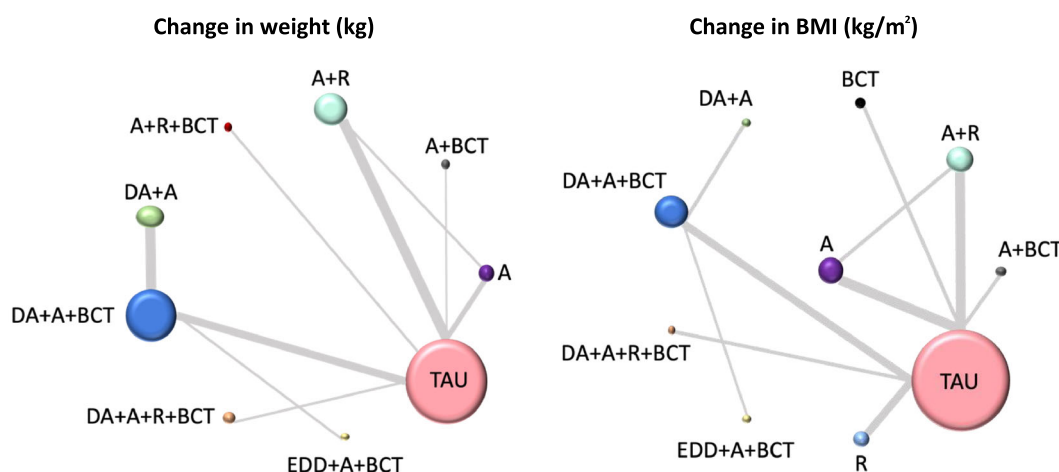 Change in weight (kg)
A+R
A+R+BCT
A+BCT
DA+A
A
DA+A+BCT
TAU
DA+A+R+BCT
EDD+A+BCT
Change in BMI (kg/m²)
BCT
DA+A
A+R
DA+A+BCT
A
A+BCT
DA+A+R+BCT
TAU
EDD+A+BCT
R